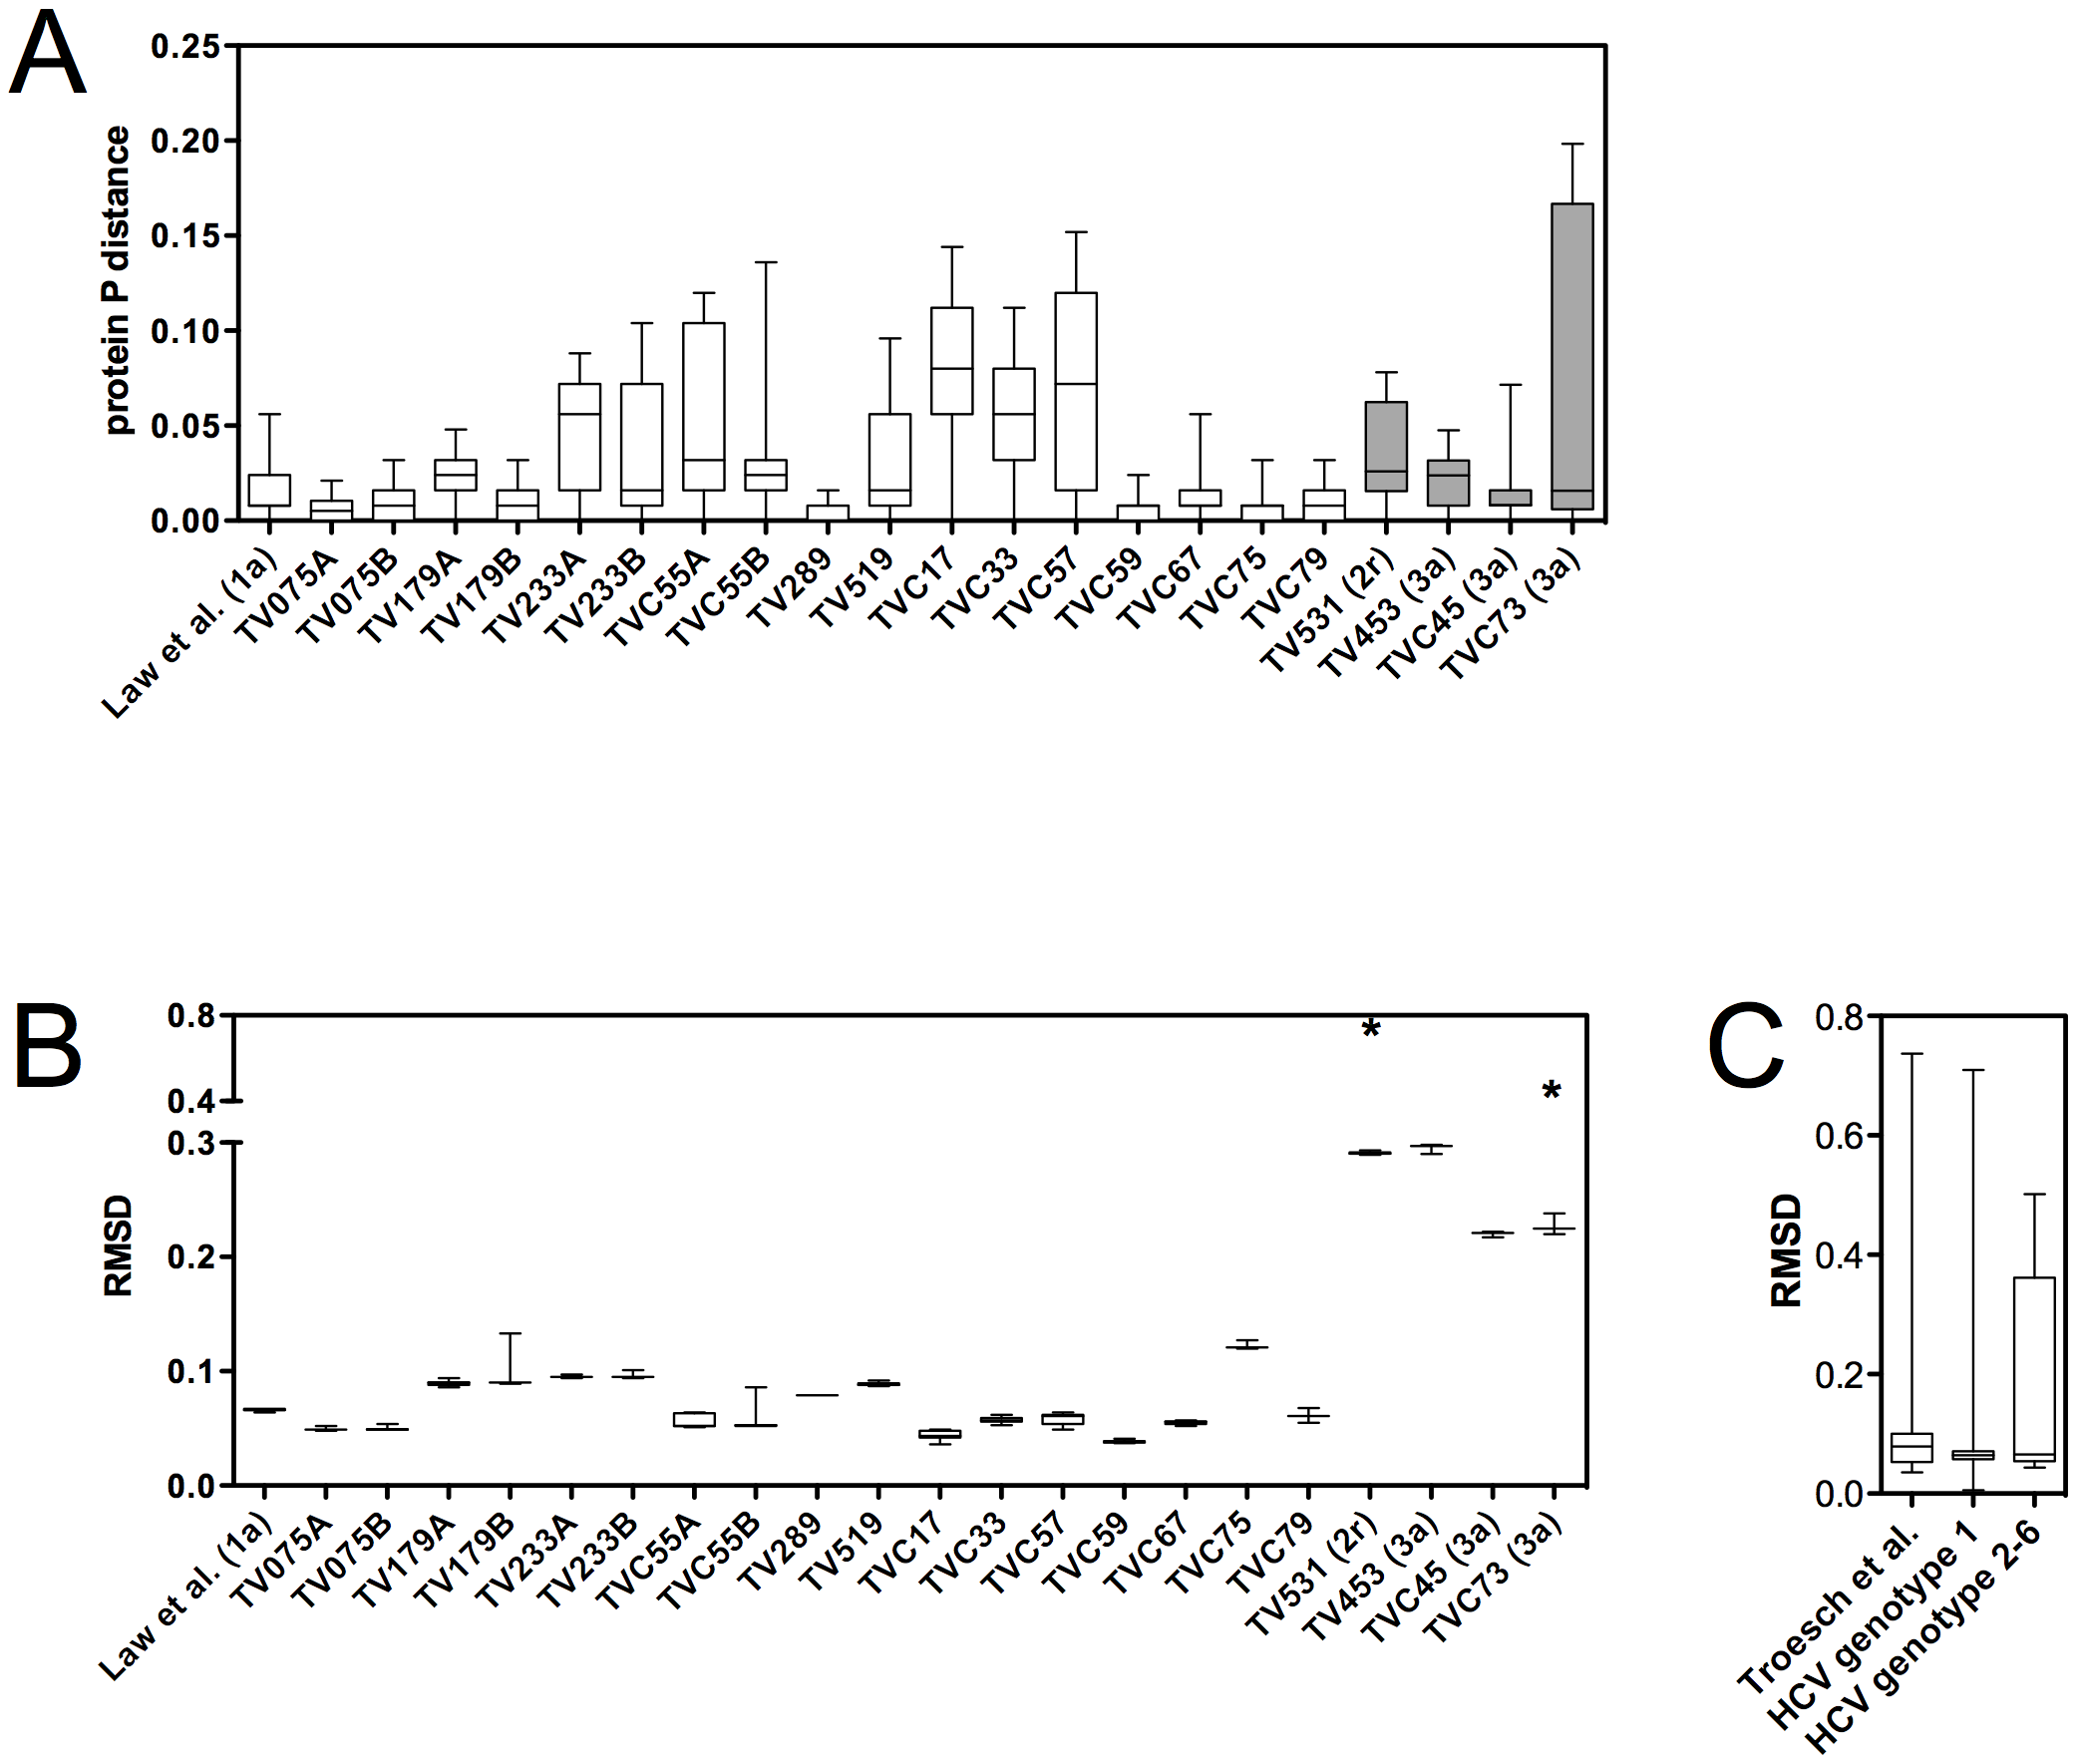 A
0.25
0.20
0.15
0.10
0.05
0.00
protein P distance
Law et al. (1a)
TV075A
TV075B
TV179A
TV179B
TV233A
TV233B
TVC55A
TVC55B
TV289
TV519
TVC17
TVC33
TVC57
TVC59
TVC67
TVC75
TVC79
TV531 (2r)
TV453 (3a)
TVC45 (3a)
TVC73 (3a)
B
0.8
0.4
0.3
0.2
0.1
0.0
RMSD
*
*
Law et al. (1a)
TV075A
TV075B
TV179A
TV179B
TV233A
TV233B
TVC55A
TVC55B
TV289
TV519
TVC17
TVC33
TVC57
TVC59
TVC67
TVC75
TVC79
TV531 (2r)
TV453 (3a)
TVC45 (3a)
TVC73 (3a)
C
0.8
0.6
0.4
0.2
0.0
RMSD
Troesch et al.
HCV genotype 1
HCV genotype 2-6